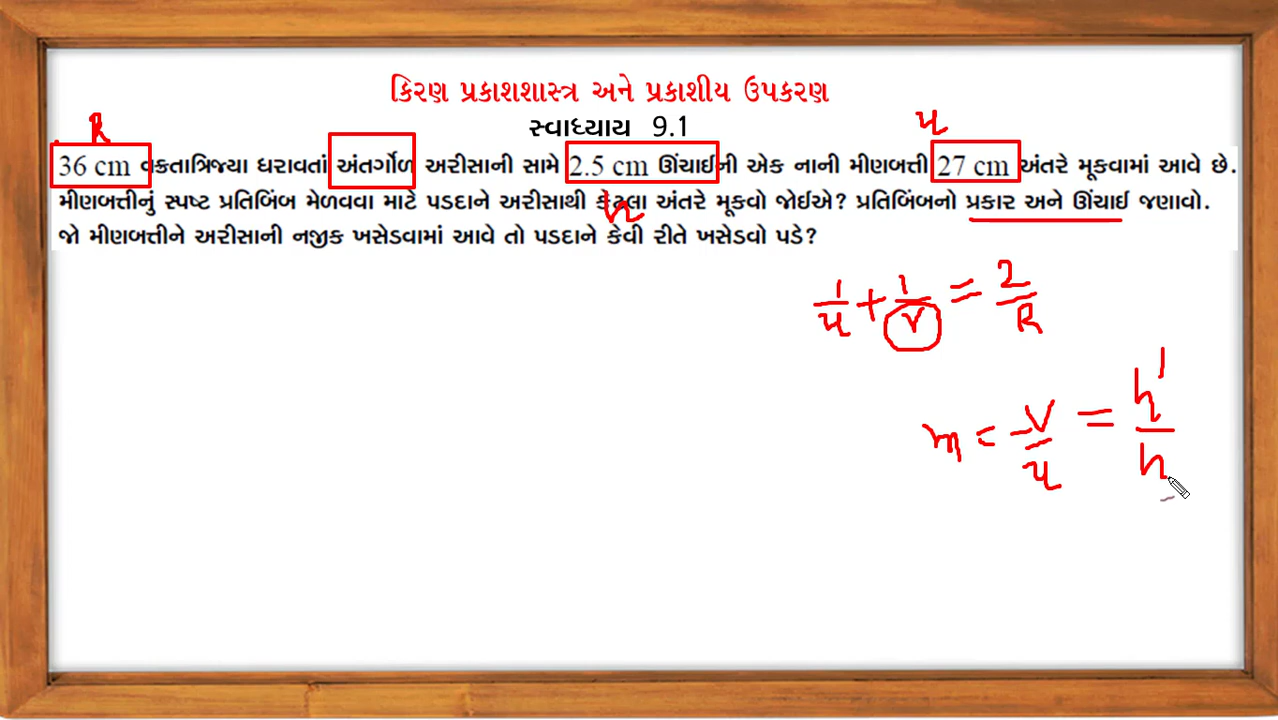 કિરણ પ્રકાશશાસ્ત્ર અને પ્રકાશીય ઉપકરણ
સ્વાધ્યાય 9.1
R u
36 cm વક્રતાત્રિજ્યા ધરાવતાં અંતર્ગોળ અરીસાની સામે 2.5 cm ઊંચાઈની એક નાની મીણબત્તી 27 cm અંતરે મૂકવામાં આવે છે.
મીણબત્તીનું સ્પષ્ટ પ્રતિબિંબ મેળવવા માટે પડદાને અરીસાથી કેટલા અંતરે મૂકવો જોઈએ? પ્રતિબિંબનો પ્રકાર અને ઊંચાઈ જણાવો.
h
જો મીણબત્તીને અરીસાની નજીક ખસેડવામાં આવે તો પડદાને કેવી રીતે ખસેડવો પડે?
1/u + 1/v = 2/R
m = -v/u = h'/h